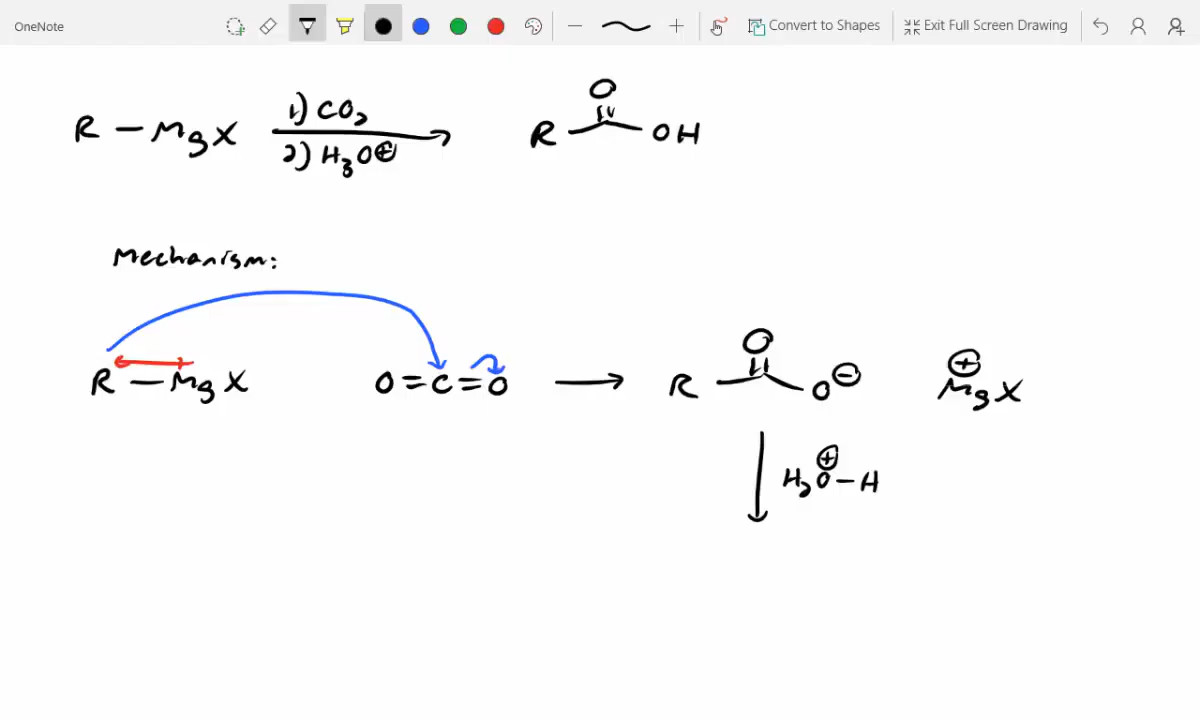 OneNote Convert to Shapes Exit Full Screen Drawing
R — MgX 1) CO₂ 2) H₃O⊕ R O OH
Mechanism:
R — MgX O=C=O → R O O⊖ ⊕ MgX
H₂O⊕—H